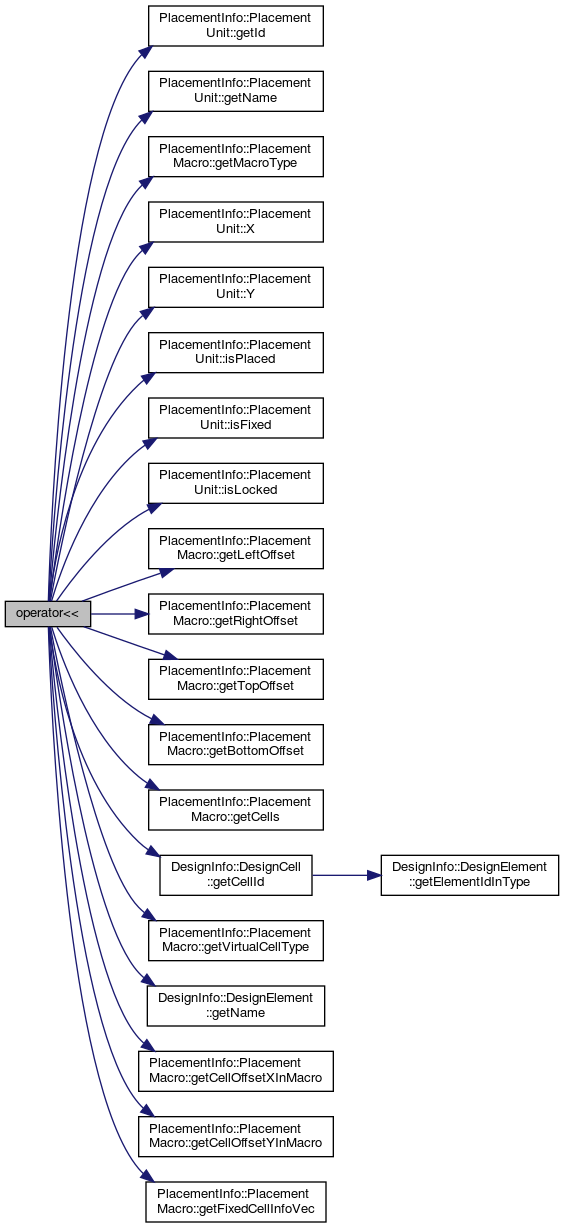 PlacementInfo::Placement
Unit::getId
PlacementInfo::Placement
Unit::getName
PlacementInfo::Placement
Macro::getMacroType
PlacementInfo::Placement
Unit::X
PlacementInfo::Placement
Unit::Y
PlacementInfo::Placement
Unit::isPlaced
PlacementInfo::Placement
Unit::isFixed
PlacementInfo::Placement
Unit::isLocked
PlacementInfo::Placement
Macro::getLeftOffset
operator<<
PlacementInfo::Placement
Macro::getRightOffset
PlacementInfo::Placement
Macro::getTopOffset
PlacementInfo::Placement
Macro::getBottomOffset
PlacementInfo::Placement
Macro::getCells
DesignInfo::DesignCell
::getCellId
DesignInfo::DesignElement
::getElementIdInType
PlacementInfo::Placement
Macro::getVirtualCellType
DesignInfo::DesignElement
::getName
PlacementInfo::Placement
Macro::getCellOffsetXInMacro
PlacementInfo::Placement
Macro::getCellOffsetYInMacro
PlacementInfo::Placement
Macro::getFixedCellInfoVec